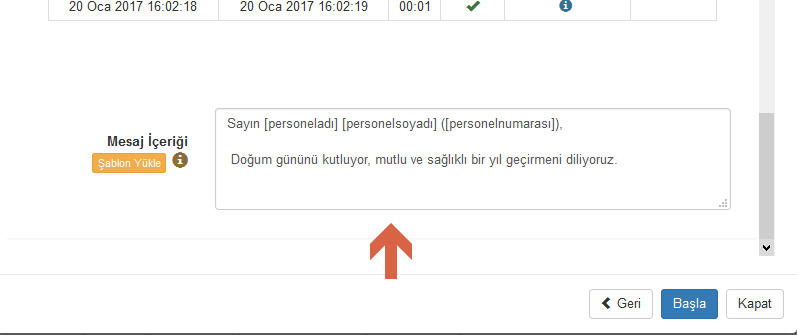 20 Oca 2017 16:02:18 20 Oca 2017 16:02:19 00:01
Mesaj İçeriği
Şablon Yükle
Sayın [personeladı] [personelsoyadı] ([personelnumarası]),
Doğum gününü kutluyor, mutlu ve sağlıklı bir yıl geçirmeni diliyoruz.
Geri Başla Kapat